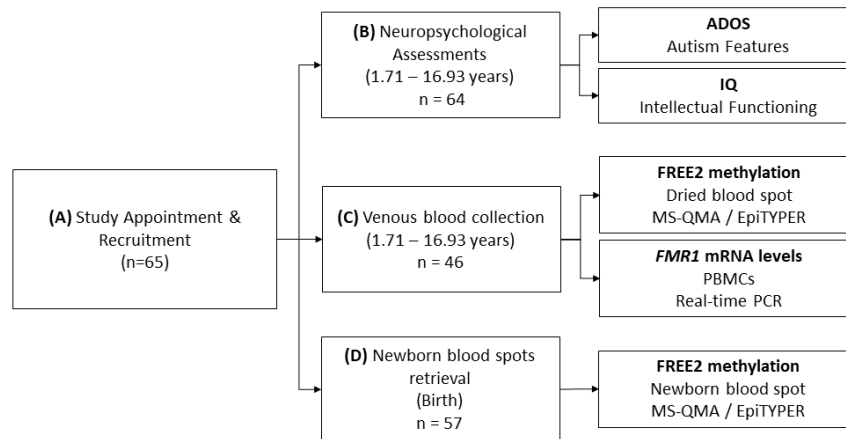 (A) Study Appointment &
Recruitment
(n=65)
(B) Neuropsychological
Assessments
(1.71 – 16.93 years)
n = 64
ADOS
Autism Features
IQ
Intellectual Functioning
(C) Venous blood collection
(1.71 – 16.93 years)
n = 46
FREE2 methylation
Dried blood spot
MS-QMA / EpiTYPER
FMR1 mRNA levels
PBMCs
Real-time PCR
(D) Newborn blood spots
retrieval
(Birth)
n = 57
FREE2 methylation
Newborn blood spot
MS-QMA / EpiTYPER